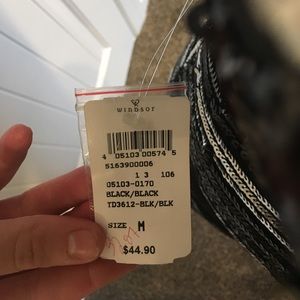 WINDSOR
4 05103 00574 5
5163900006
1 3 106
05103-0170
BLACK/BLACK
TD3612-BLK/BLK
SIZE M
$44.90